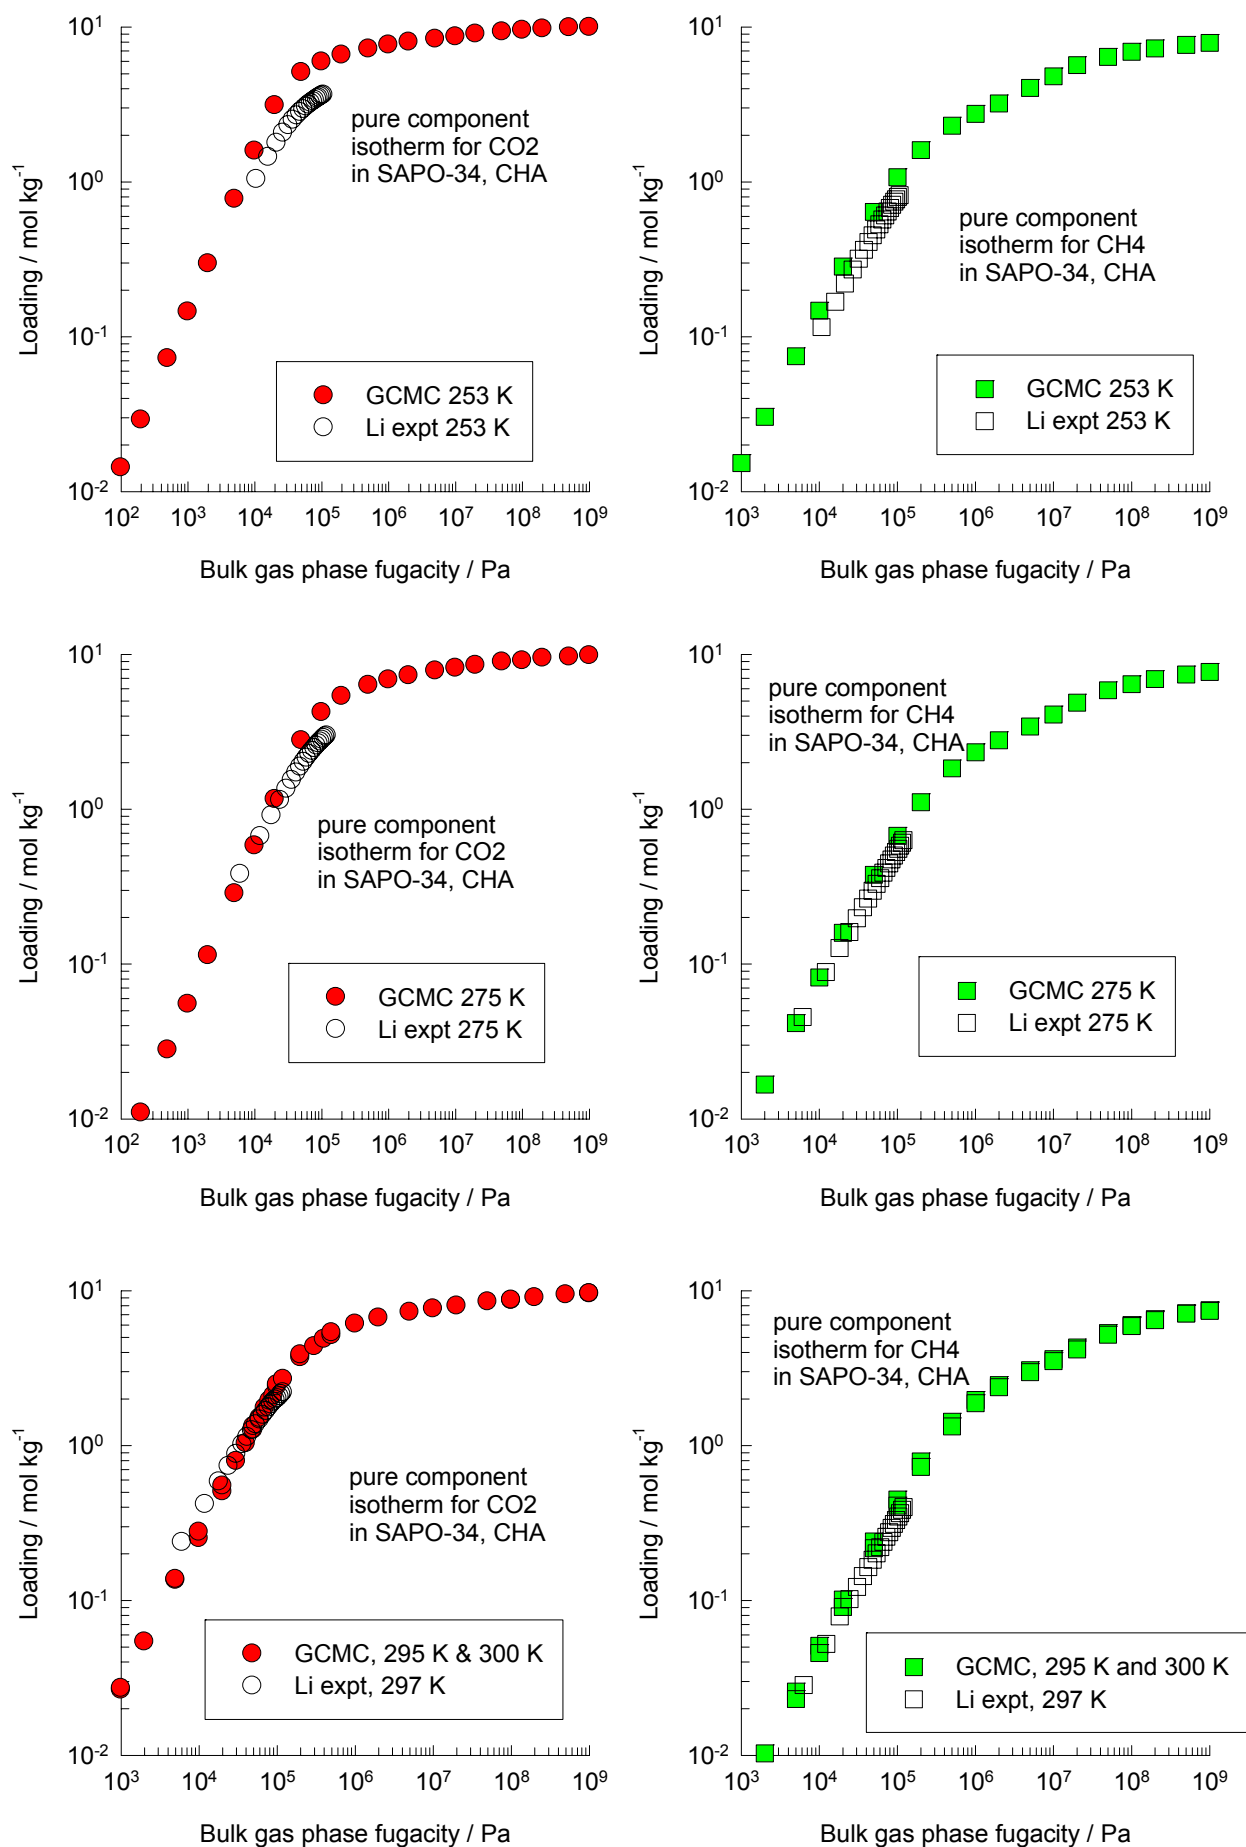 10¹
10⁰
10⁻¹
10⁻²
Loading / mol kg⁻¹
pure component
isotherm for CO2
in SAPO-34, CHA
GCMC 253 K
Li expt 253 K
10² 10³ 10⁴ 10⁵ 10⁶ 10⁷ 10⁸ 10⁹
Bulk gas phase fugacity / Pa
10¹
10⁰
10⁻¹
10⁻²
Loading / mol kg⁻¹
pure component
isotherm for CH4
in SAPO-34, CHA
GCMC 253 K
Li expt 253 K
10³ 10⁴ 10⁵ 10⁶ 10⁷ 10⁸ 10⁹
Bulk gas phase fugacity / Pa
10¹
10⁰
10⁻¹
10⁻²
Loading / mol kg⁻¹
pure component
isotherm for CO2
in SAPO-34, CHA
GCMC 275 K
Li expt 275 K
10² 10³ 10⁴ 10⁵ 10⁶ 10⁷ 10⁸ 10⁹
Bulk gas phase fugacity / Pa
10¹
10⁰
10⁻¹
10⁻²
Loading / mol kg⁻¹
pure component
isotherm for CH4
in SAPO-34, CHA
GCMC 275 K
Li expt 275 K
10³ 10⁴ 10⁵ 10⁶ 10⁷ 10⁸ 10⁹
Bulk gas phase fugacity / Pa
10¹
10⁰
10⁻¹
10⁻²
Loading / mol kg⁻¹
pure component
isotherm for CO2
in SAPO-34, CHA
GCMC, 295 K & 300 K
Li expt, 297 K
10³ 10⁴ 10⁵ 10⁶ 10⁷ 10⁸ 10⁹
Bulk gas phase fugacity / Pa
10¹
10⁰
10⁻¹
10⁻²
Loading / mol kg⁻¹
pure component
isotherm for CH4
in SAPO-34, CHA
GCMC, 295 K and 300 K
Li expt, 297 K
10³ 10⁴ 10⁵ 10⁶ 10⁷ 10⁸ 10⁹
Bulk gas phase fugacity / Pa